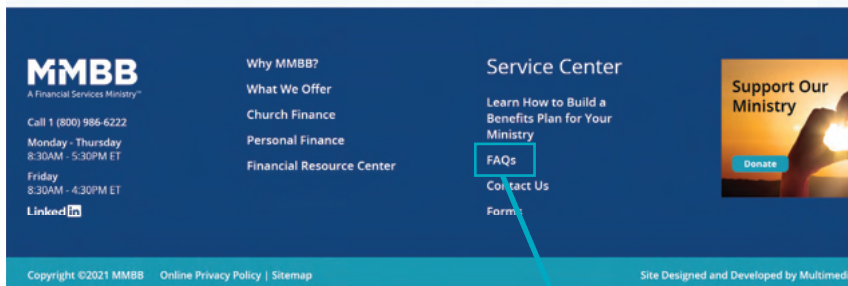 MMBB
A Financial Services Ministry™
Call 1 (800) 986-6222
Monday - Thursday
8:30AM - 5:30PM ET
Friday
8:30AM - 4:30PM ET
Linked in
Why MMBB?
What We Offer
Church Finance
Personal Finance
Financial Resource Center
Service Center
Learn How to Build a
Benefits Plan for Your
Ministry
FAQs
Contact Us
Forms
Support Our
Ministry
Donate
Copyright ©2021 MMBB Online Privacy Policy | Sitemap
Site Designed and Developed by Multimedi